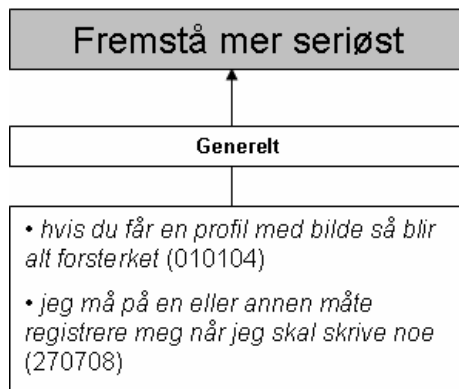 Fremstå mer seriøst
Generelt
• hvis du får en profil med bilde så blir
alt forsterket (010104)
• jeg må på en eller annen måte
registrere meg når jeg skal skrive noe
(270708)